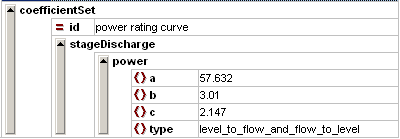 coefficientSet
id power rating curve
stageDischarge
power
a 57.632
b 3.01
c 2.147
type level_to_flow_and_flow_to_level